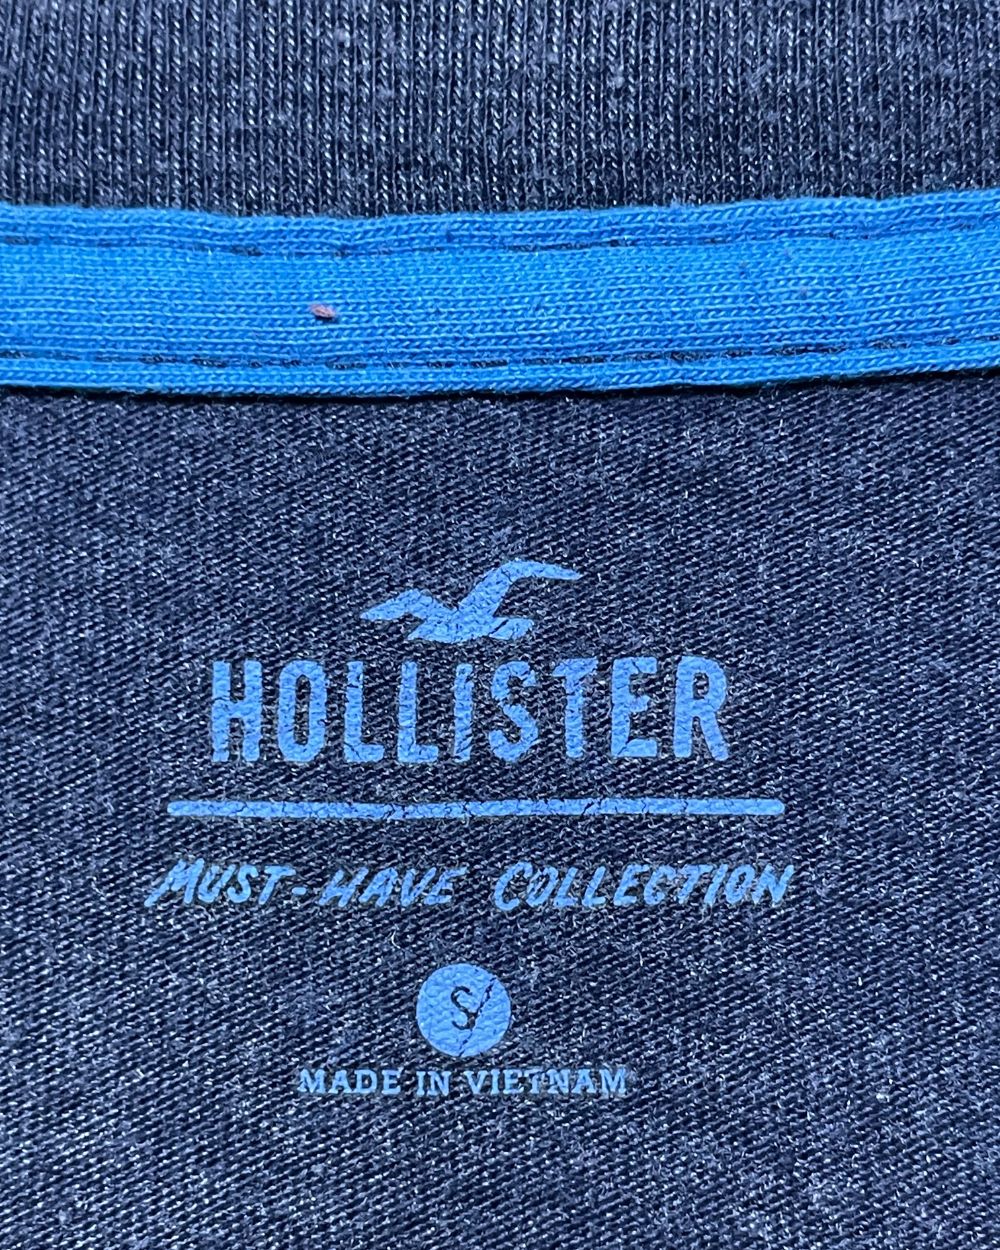 HOLLISTER
MUST-HAVE COLLECTION
S
MADE IN VIETNAM